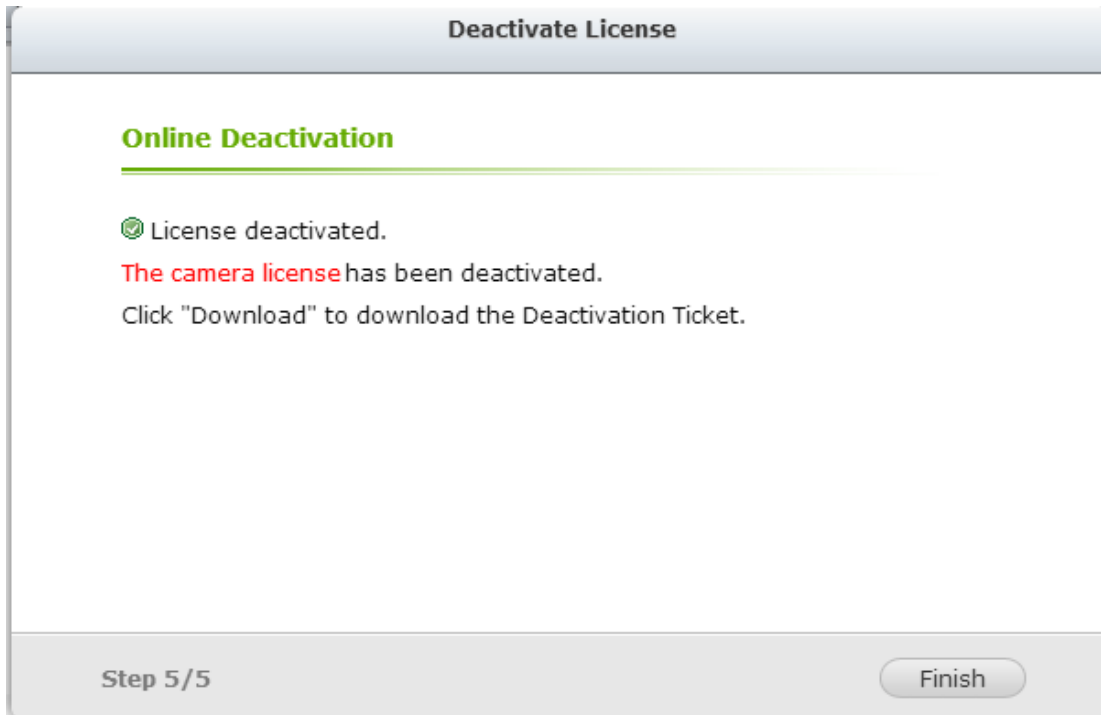 Deactivate License
Online Deactivation
License deactivated.
The camera license has been deactivated.
Click "Download" to download the Deactivation Ticket.
Step 5/5
Finish